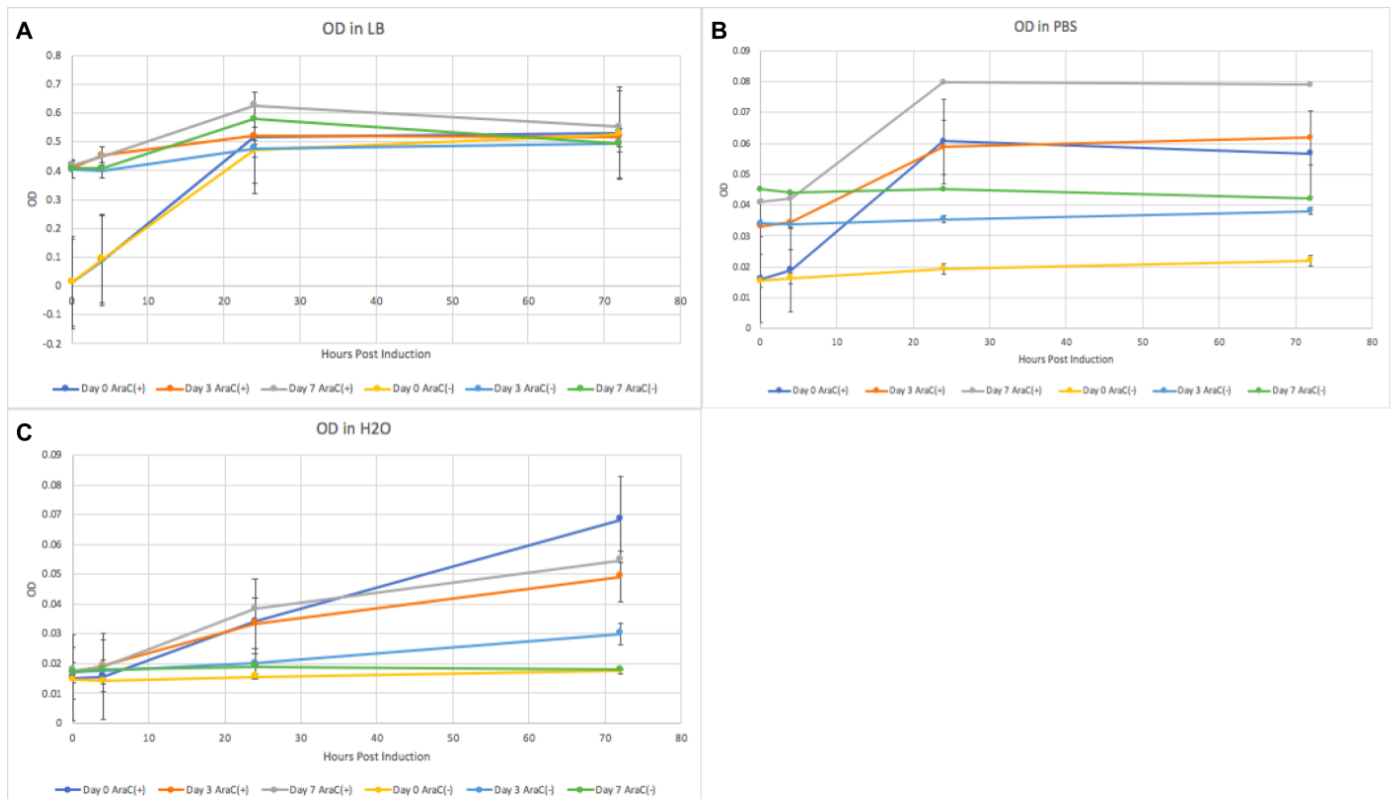 A
OD in LB
0.8
0.7
0.6
0.5
0.4
0.3
0.2
0.1
0
-0.1
-0.2
OD
0 10 20 30 40 50 60 70 80
Hours Post Induction
Day 0 AraC(+) Day 3 AraC(+) Day 7 AraC(+) Day 0 AraC(-) Day 3 AraC(-) Day 7 AraC(-)
B
OD in PBS
0.09
0.08
0.07
0.06
0.05
0.04
0.03
0.02
0.01
0
OD
0 10 20 30 40 50 60 70 80
Hours Post Induction
Day 0 AraC(+) Day 3 AraC(+) Day 7 AraC(+) Day 0 AraC(-) Day 3 AraC(-) Day 7 AraC(-)
C
OD in H2O
0.09
0.08
0.07
0.06
0.05
0.04
0.03
0.02
0.01
0
OD
0 10 20 30 40 50 60 70 80
Hours Post Induction
Day 0 AraC(+) Day 3 AraC(+) Day 7 AraC(+) Day 0 AraC(-) Day 3 AraC(-) Day 7 AraC(-)